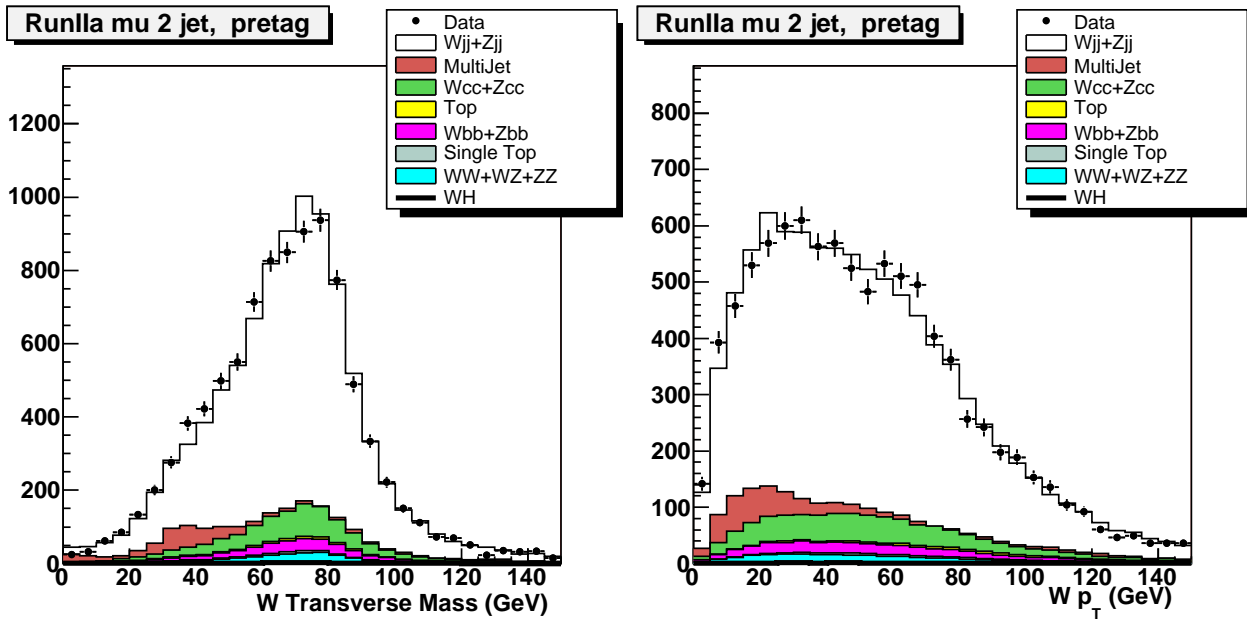 RunIIa mu 2 jet, pretag
Data
Wjj+Zjj
MultiJet
Wcc+Zcc
Top
Wbb+Zbb
Single Top
WW+WZ+ZZ
WH
1200
1000
800
600
400
200
0
0 20 40 60 80 100 120 140
W Transverse Mass (GeV)
RunIIa mu 2 jet, pretag
Data
Wjj+Zjj
MultiJet
Wcc+Zcc
Top
Wbb+Zbb
Single Top
WW+WZ+ZZ
WH
800
700
600
500
400
300
200
100
0
0 20 40 60 80 100 120 140
W pT (GeV)